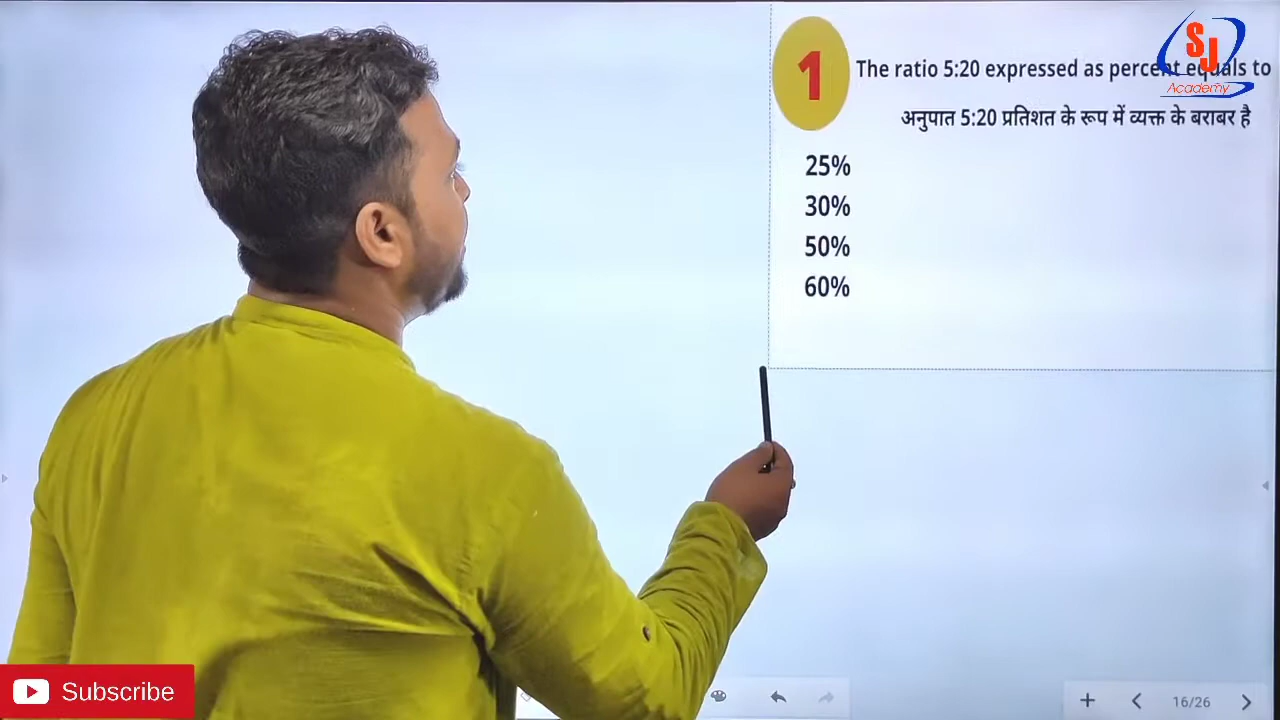 SJ
Academy
1
The ratio 5:20 expressed as percent equals to
अनुपात 5:20 प्रतिशत के रूप में व्यक्त के बराबर है
25%
30%
50%
60%
Subscribe
16/26